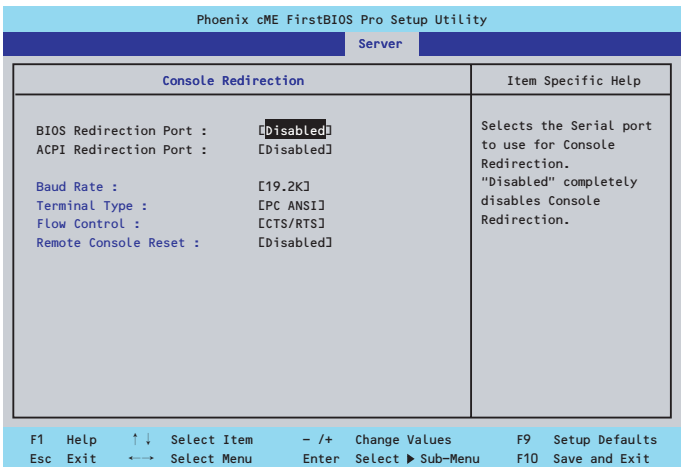 Phoenix cME FirstBIOS Pro Setup Utility
Server
Console Redirection
Item Specific Help
BIOS Redirection Port : [Disabled]
ACPI Redirection Port : [Disabled]
Baud Rate : [19.2K]
Terminal Type : [PC ANSI]
Flow Control : [CTS/RTS]
Remote Console Reset : [Disabled]
Selects the Serial port
to use for Console
Redirection.
"Disabled" completely
disables Console
Redirection.
F1 Help ↑↓ Select Item - /+ Change Values F9 Setup Defaults
Esc Exit ←→ Select Menu Enter Select ▶ Sub-Menu F10 Save and Exit